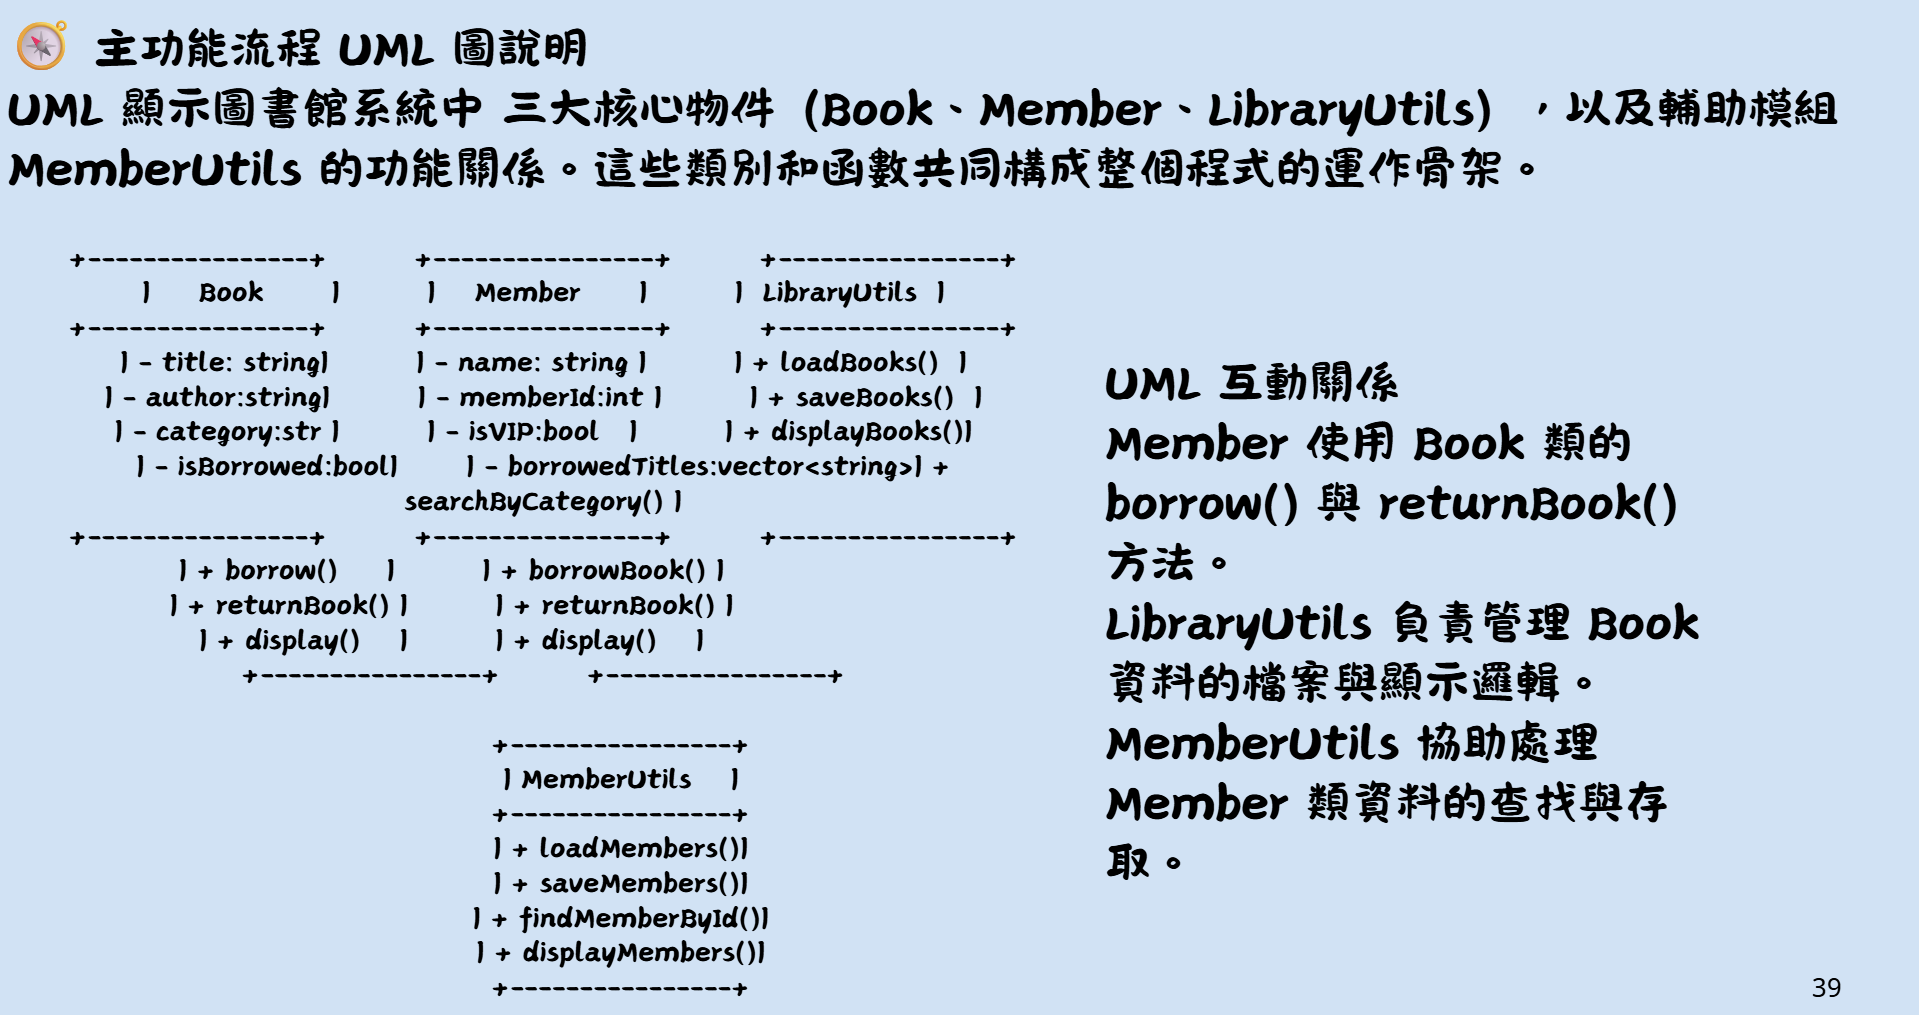 主功能流程 UML 圖說明
UML 顯示圖書館系統中 三大核心物件（Book、Member、LibraryUtils），以及輔助模組
MemberUtils 的功能關係。這些類別和函數共同構成整個程式的運作骨架。
+----------------+ +----------------+ +----------------+
| Book | | Member | | LibraryUtils |
+----------------+ +----------------+ +----------------+
| - title: string| | - name: string | | + loadBooks() |
| - author:string| | - memberId:int | | + saveBooks() |
| - category:str | | - isVIP:bool | | + displayBooks()|
| - isBorrowed:bool| | - borrowedTitles:vector<string>| +
searchByCategory() |
+----------------+ +----------------+ +----------------+
| + borrow() | | + borrowBook() |
| + returnBook() | | + returnBook() |
| + display() | | + display() |
+----------------+ +----------------+
+----------------+
| MemberUtils |
+----------------+
| + loadMembers()|
| + saveMembers()|
| + findMemberById()|
| + displayMembers()|
+----------------+
UML 互動關係
Member 使用 Book 類的
borrow() 與 returnBook()
方法。
LibraryUtils 負責管理 Book
資料的檔案與顯示邏輯。
MemberUtils 協助處理
Member 類資料的查找與存
取。
39